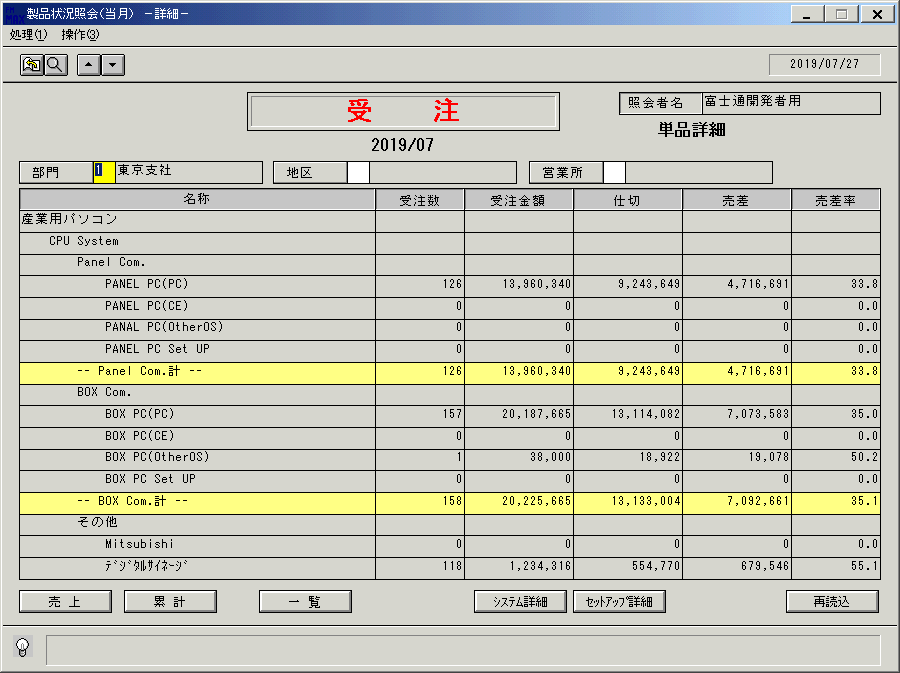 製品状況照会(当月) －詳細－
処理(1) 操作(3)
2019/07/27
受 注
照会者名 富士通開発者用
2019/07
単品詳細
部門 1 東京支社 地区 営業所
名称 受注数 受注金額 仕切 売差 売差率
産業用パソコン
CPU System
Panel Com.
PANEL PC(PC) 126 13,960,340 9,243,649 4,716,691 33.8
PANEL PC(CE) 0 0 0 0 0.0
PANAL PC(OtherOS) 0 0 0 0 0.0
PANEL PC Set UP 0 0 0 0 0.0
-- Panel Com.計 -- 126 13,960,340 9,243,649 4,716,691 33.8
BOX Com.
BOX PC(PC) 157 20,187,665 13,114,082 7,073,583 35.0
BOX PC(CE) 0 0 0 0 0.0
BOX PC(OtherOS) 1 38,000 18,922 19,078 50.2
BOX PC Set UP 0 0 0 0 0.0
-- BOX Com.計 -- 158 20,225,665 13,133,004 7,092,661 35.1
その他
Mitsubishi 0 0 0 0 0.0
ﾃﾞｼﾞﾀﾙｻｲﾈｰｼﾞ 118 1,234,316 554,770 679,546 55.1
売 上 累 計 一 覧 ｼｽﾃﾑ詳細 ｾｯﾄｱｯﾌﾟ詳細 再読込